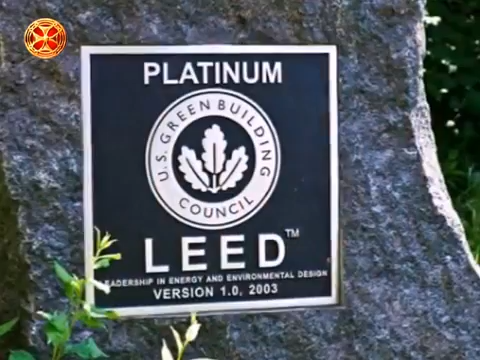 PLATINUM
U.S. GREEN BUILDING
COUNCIL
LEED™
LEADERSHIP IN ENERGY AND ENVIRONMENTAL DESIGN
VERSION 1.0, 2003